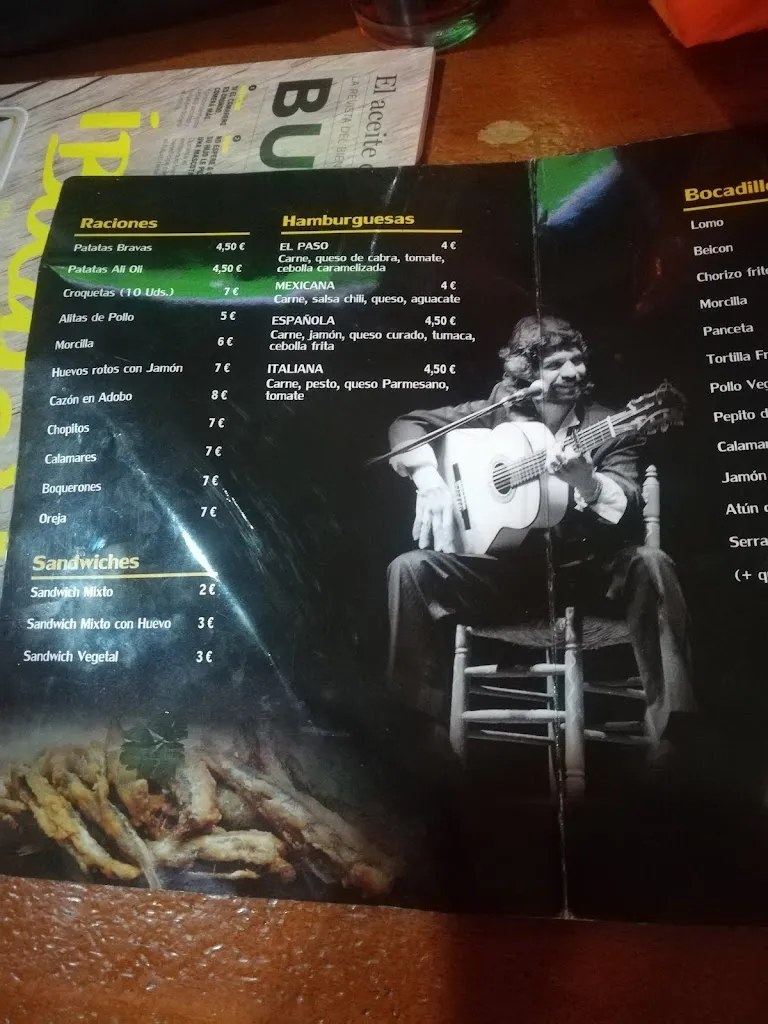 El aceite
LA REVISTA DEL
BU
Raciones
Patatas Bravas 4,50 €
Patatas Ali Oli 4,50 €
Croquetas (10 Uds.) 7 €
Alitas de Pollo 5 €
Morcilla 6 €
Huevos rotos con Jamón 7 €
Cazón en Adobo 8 €
Chopitos 7 €
Calamares 7 €
Boquerones 7 €
Oreja 7 €
Sandwiches
Sandwich Mixto 2 €
Sandwich Mixto con Huevo 3 €
Sandwich Vegetal 3 €
Hamburguesas
EL PASO 4 €
Carne, queso de cabra, tomate,
cebolla caramelizada
MEXICANA 4 €
Carne, salsa chili, queso, aguacate
ESPAÑOLA 4,50 €
Carne, jamón, queso curado, tumaca,
cebolla frita
ITALIANA 4,50 €
Carne, pesto, queso Parmesano,
tomate
Bocadillo
Lomo
Beicon
Chorizo frito
Morcilla
Panceta
Tortilla Fr
Pollo Veg
Pepito d
Calamar
Jamón
Atún c
Serra
(+ q